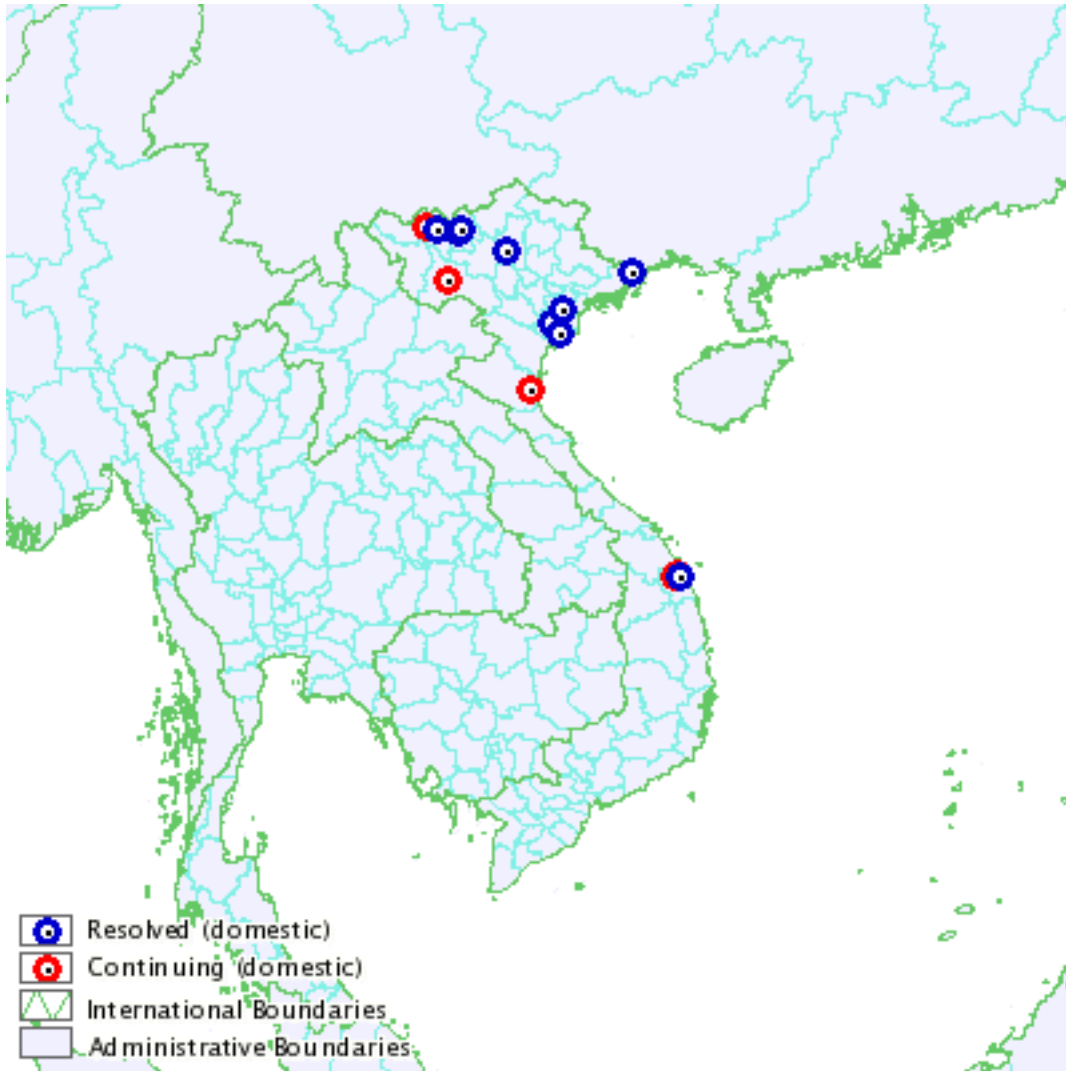 Resolved (domestic)
Continuing (domestic)
International Boundaries
Administrative Boundaries